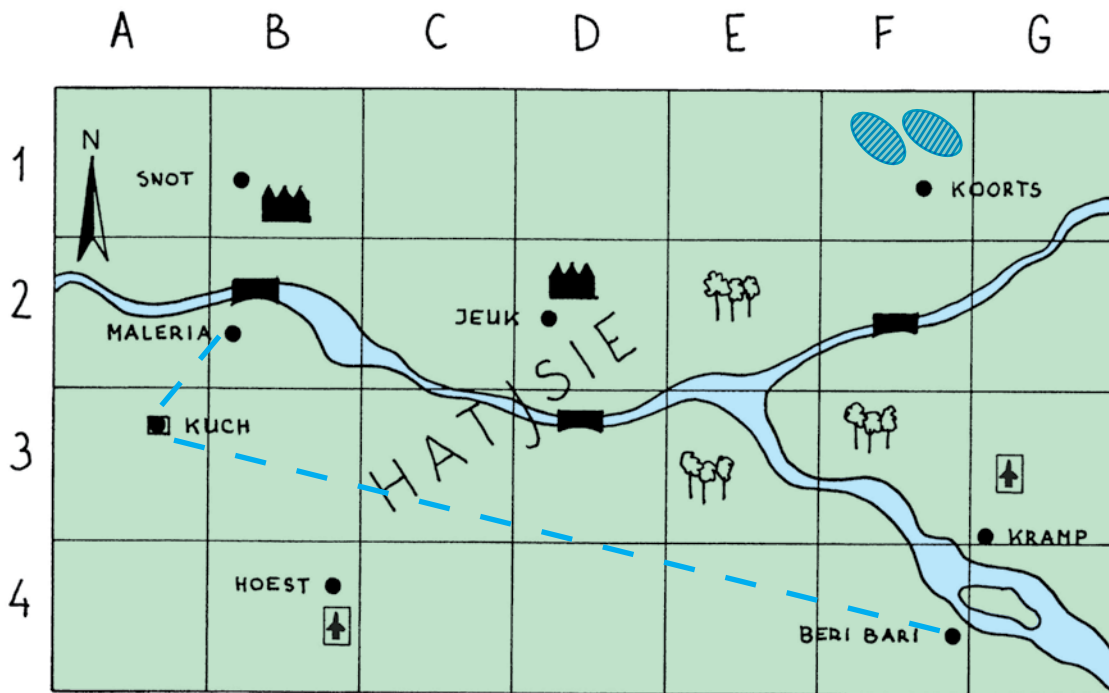 A B C D E F G
N
1
SNOT
KOORTS
2
JEUK
MALERIA
HATJSIE
3
KUCH
KRAMP
4
HOEST
BERI BARI